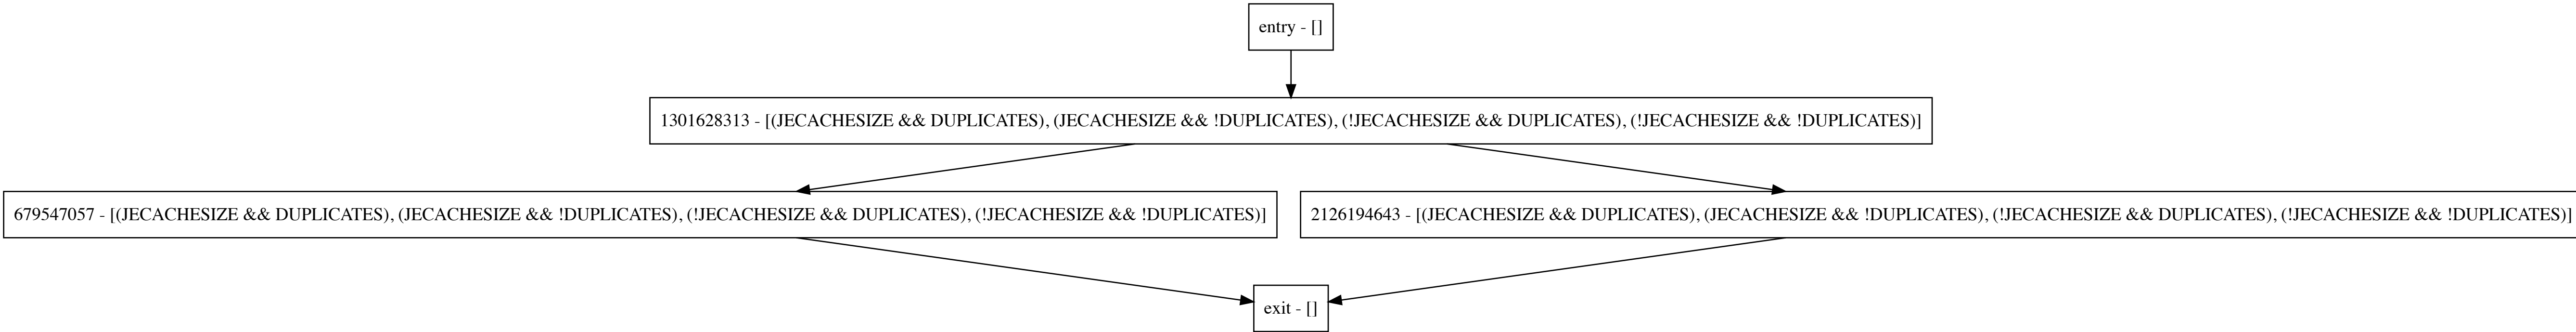 entry - []
1301628313 - [(JECACHESIZE && DUPLICATES), (JECACHESIZE && !DUPLICATES), (!JECACHESIZE && DUPLICATES), (!JECACHESIZE && !DUPLICATES)]
679547057 - [(JECACHESIZE && DUPLICATES), (JECACHESIZE && !DUPLICATES), (!JECACHESIZE && DUPLICATES), (!JECACHESIZE && !DUPLICATES)]
2126194643 - [(JECACHESIZE && DUPLICATES), (JECACHESIZE && !DUPLICATES), (!JECACHESIZE && DUPLICATES), (!JECACHESIZE && !DUPLICATES)]
exit - []